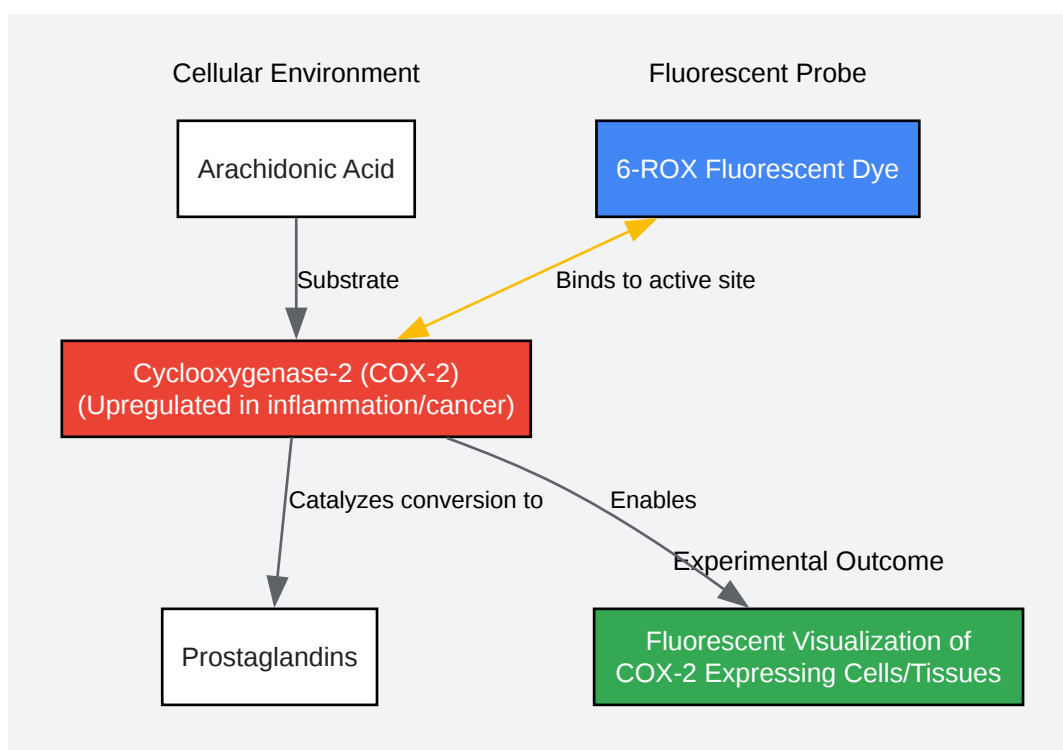 Cellular Environment
Fluorescent Probe
Arachidonic Acid
6-ROX Fluorescent Dye
Substrate
Binds to active site
Cyclooxygenase-2 (COX-2)
(Upregulated in inflammation/cancer)
Catalyzes conversion to
Enables
Experimental Outcome
Prostaglandins
Fluorescent Visualization of
COX-2 Expressing Cells/Tissues